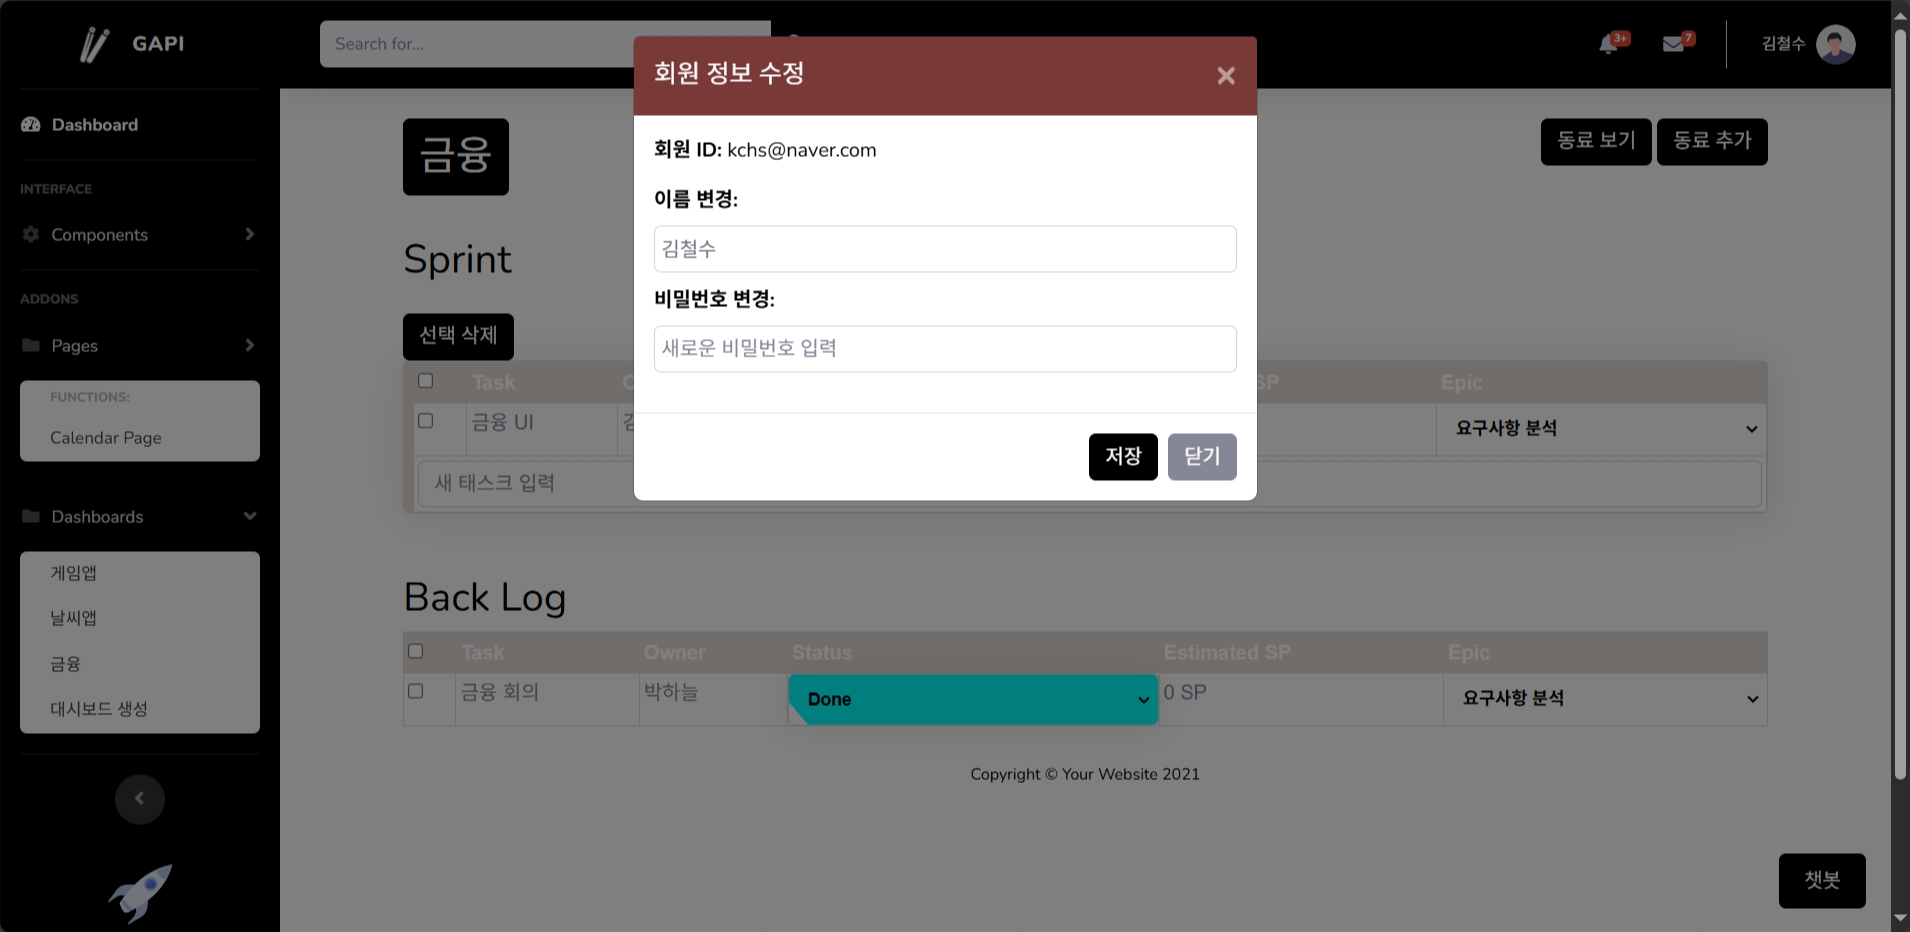 GAPI
Search for...
3+
7
김철수
Dashboard
INTERFACE
Components
ADDONS
Pages
FUNCTIONS:
Calendar Page
Dashboards
게임앱
날씨앱
금융
대시보드 생성
회원 정보 수정
회원 ID: kchs@naver.com
이름 변경:
김철수
비밀번호 변경:
새로운 비밀번호 입력
저장
닫기
금융
동료 보기
동료 추가
Sprint
선택 삭제
Task
SP
Epic
금융 UI
요구사항 분석
새 태스크 입력
Back Log
Task Owner Status Estimated SP Epic
금융 회의 박하늘 Done 0 SP 요구사항 분석
Copyright © Your Website 2021
챗봇